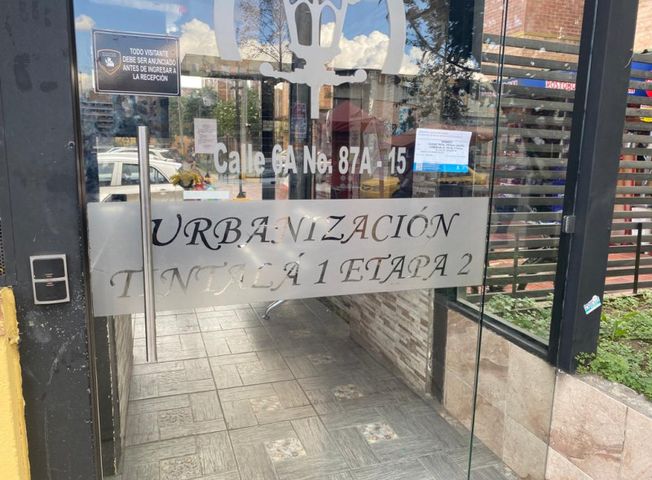 TODO VISITANTE
DEBE SER ANUNCIADO
ANTES DE INGRESAR A
LA RECEPCIÓN
Calle 6A No. 87A - 15
URBANIZACIÓN
TINTALÁ 1 ETAPA 2